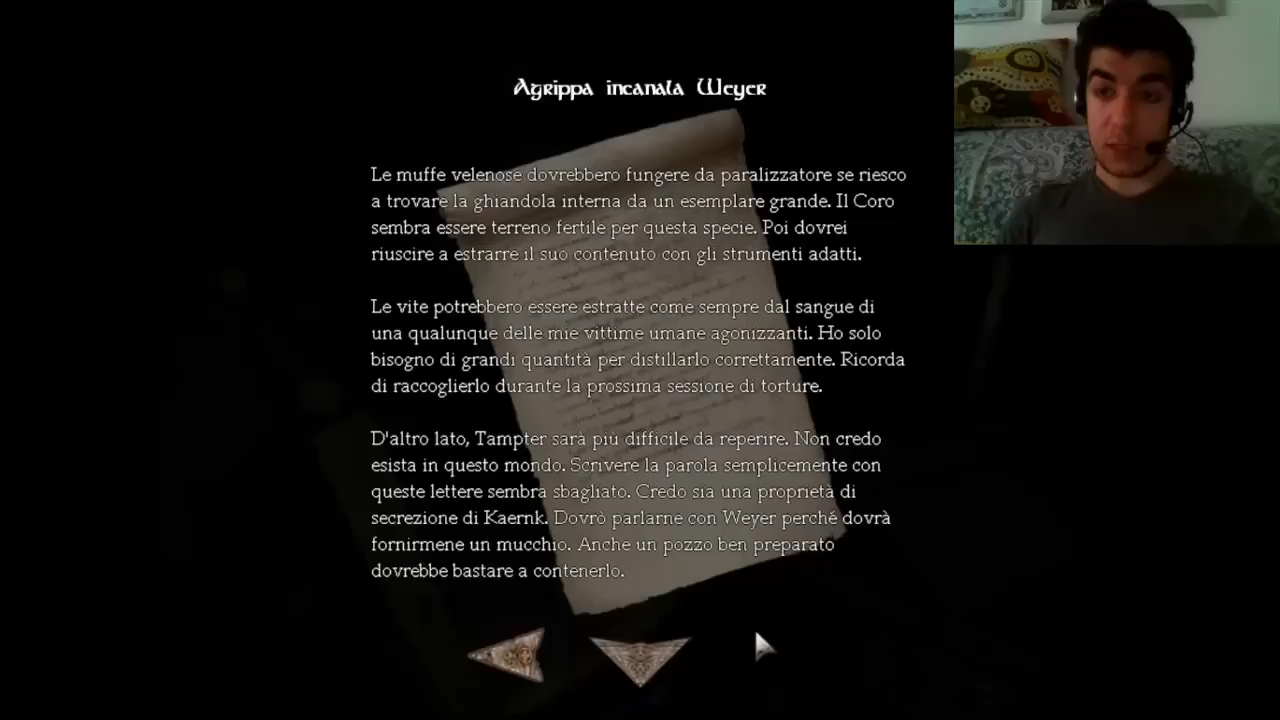 Agrippa incanala Weyer
Le muffe velenose dovrebbero fungere da paralizzatore se riesco
a trovare la ghiandola interna da un esemplare grande. Il Coro
sembra essere terreno fertile per questa specie. Poi dovrei
riuscire a estrarre il suo contenuto con gli strumenti adatti.
Le vite potrebbero essere estratte come sempre dal sangue di
una qualunque delle mie vittime umane agonizzanti. Ho solo
bisogno di grandi quantità per distillarlo correttamente. Ricorda
di raccoglierlo durante la prossima sessione di torture.
D'altro lato, Tampter sarà più difficile da reperire. Non credo
esista in questo mondo. Scrivere la parola semplicemente con
queste lettere sembra sbagliato. Credo sia una proprietà di
secrezione di Kaernk. Dovrò parlarne con Weyer perché dovrà
fornirmene un mucchio. Anche un pozzo ben preparato
dovrebbe bastare a contenerlo.